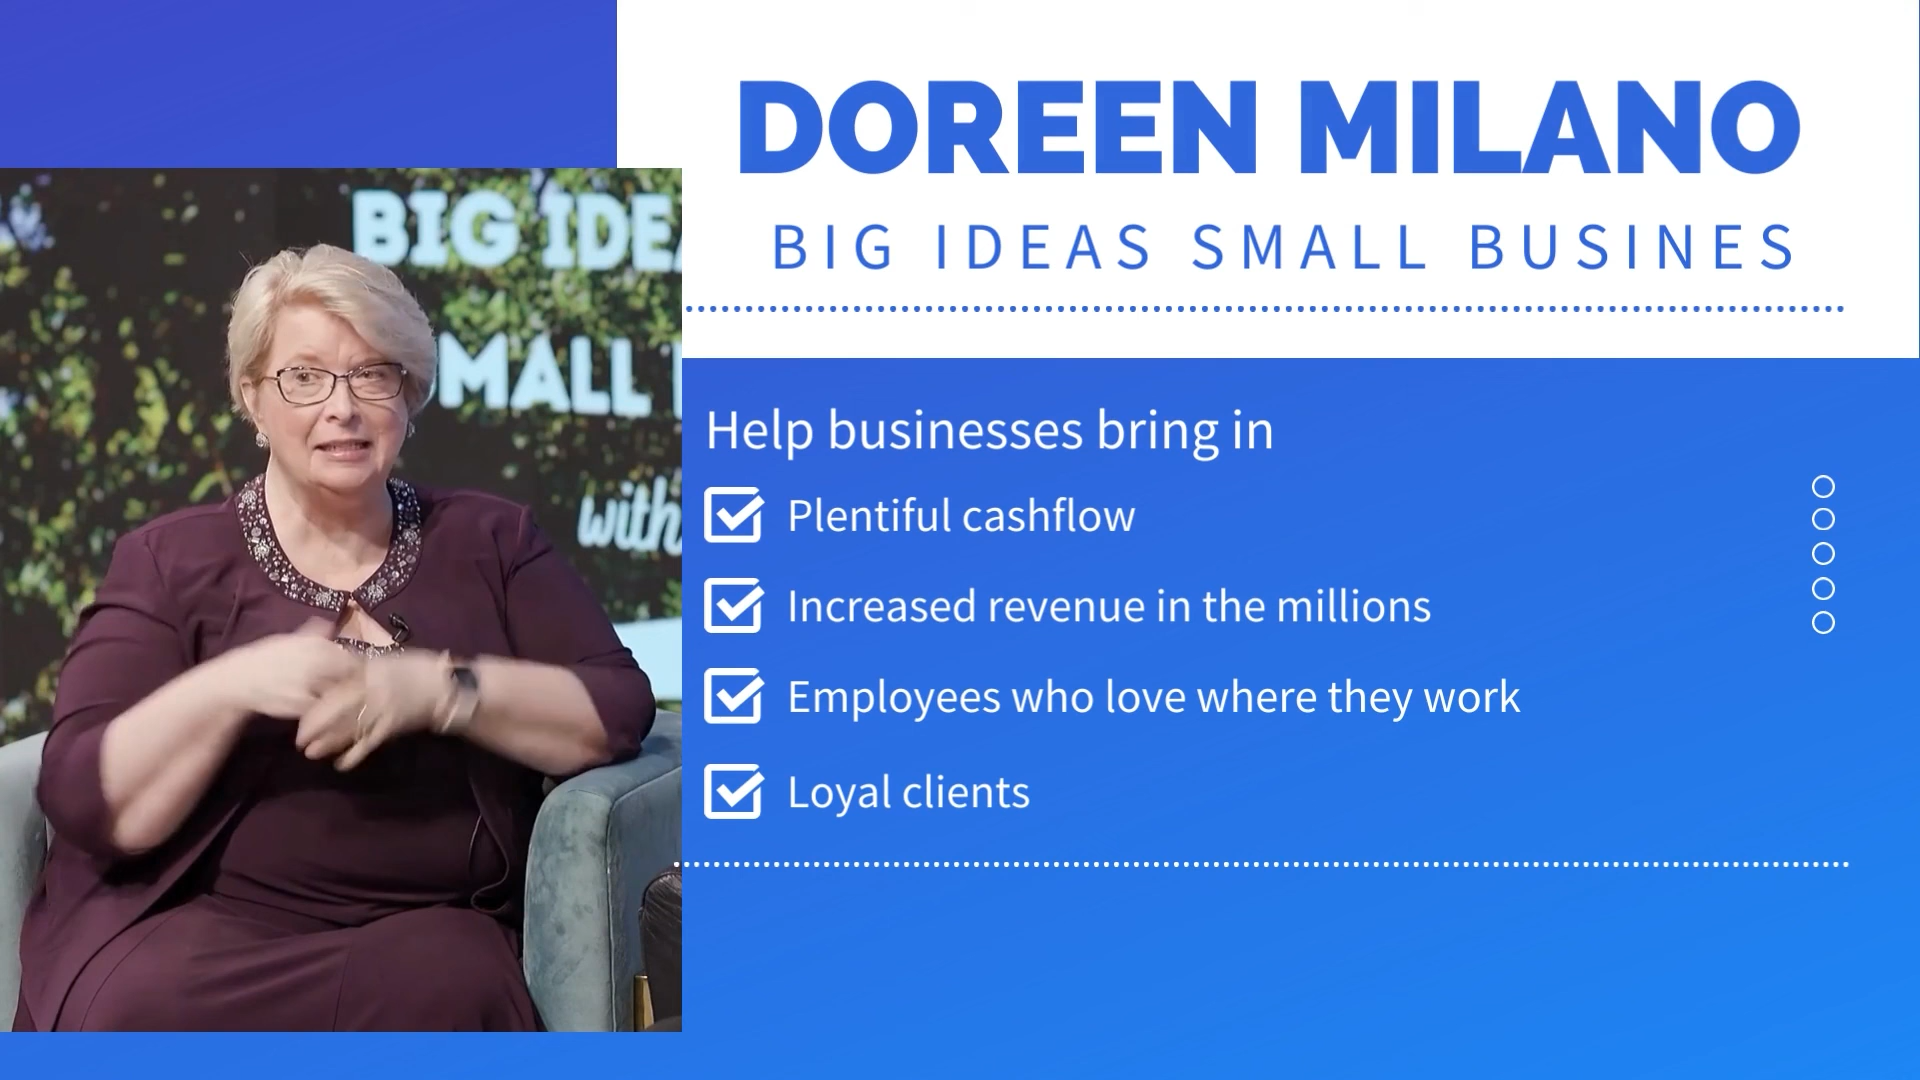 DOREEN MILANO
BIG IDEAS SMALL BUSINES
BIG IDEA
MALL
with
Help businesses bring in
Plentiful cashflow
Increased revenue in the millions
Employees who love where they work
Loyal clients